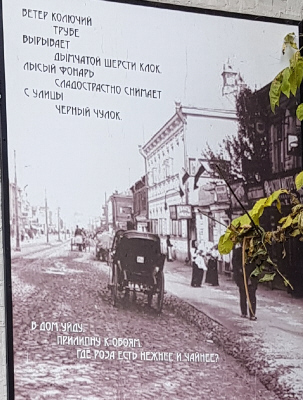 ВЕТЕР КОЛЮЧИЙ
ТРУБЕ
ВЫРЫВАЕТ
ДЫМЧАТОЙ ШЕРСТИ КЛОК.
ЛЫСЫЙ ФОНАРЬ
СЛАДОСТРАСТНО СНИМАЕТ
С УЛИЦЫ
ЧЕРНЫЙ ЧУЛОК.
В ДОМ УЙДУ.
ПРИЛИПНУ К ОБОЯМ.
ГДЕ РОЗА ЕСТЬ НЕЖНЕЕ И ЧАЙНЕЕ?